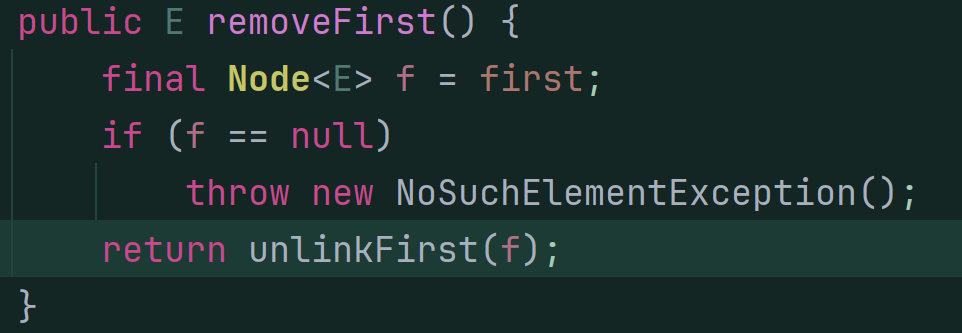 public E removeFirst() {
    final Node<E> f = first;
    if (f == null)
        throw new NoSuchElementException();
    return unlinkFirst(f);
}